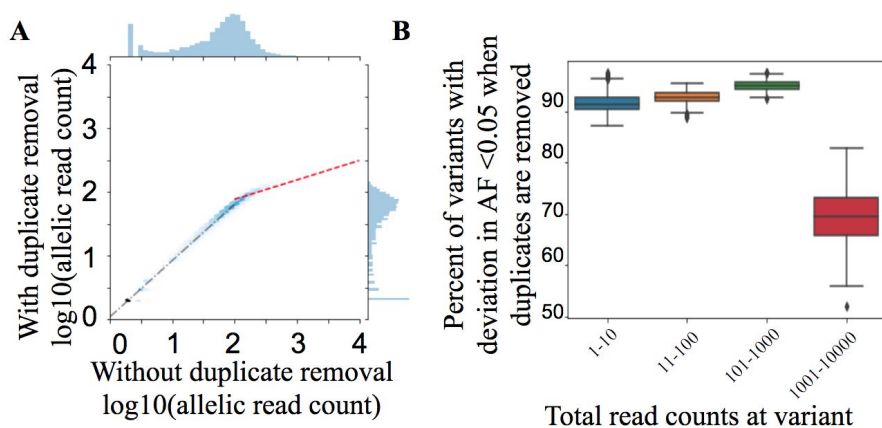 A
With duplicate removal
log10(allelic read count)
4
3
2
1
0
0
1
2
3
4
Without duplicate removal
log10(allelic read count)
B
Percent of variants with
deviation in AF <0.05 when
duplicates are removed
90
80
70
60
50
1-10
11-100
101-1000
1001-10000
Total read counts at variant